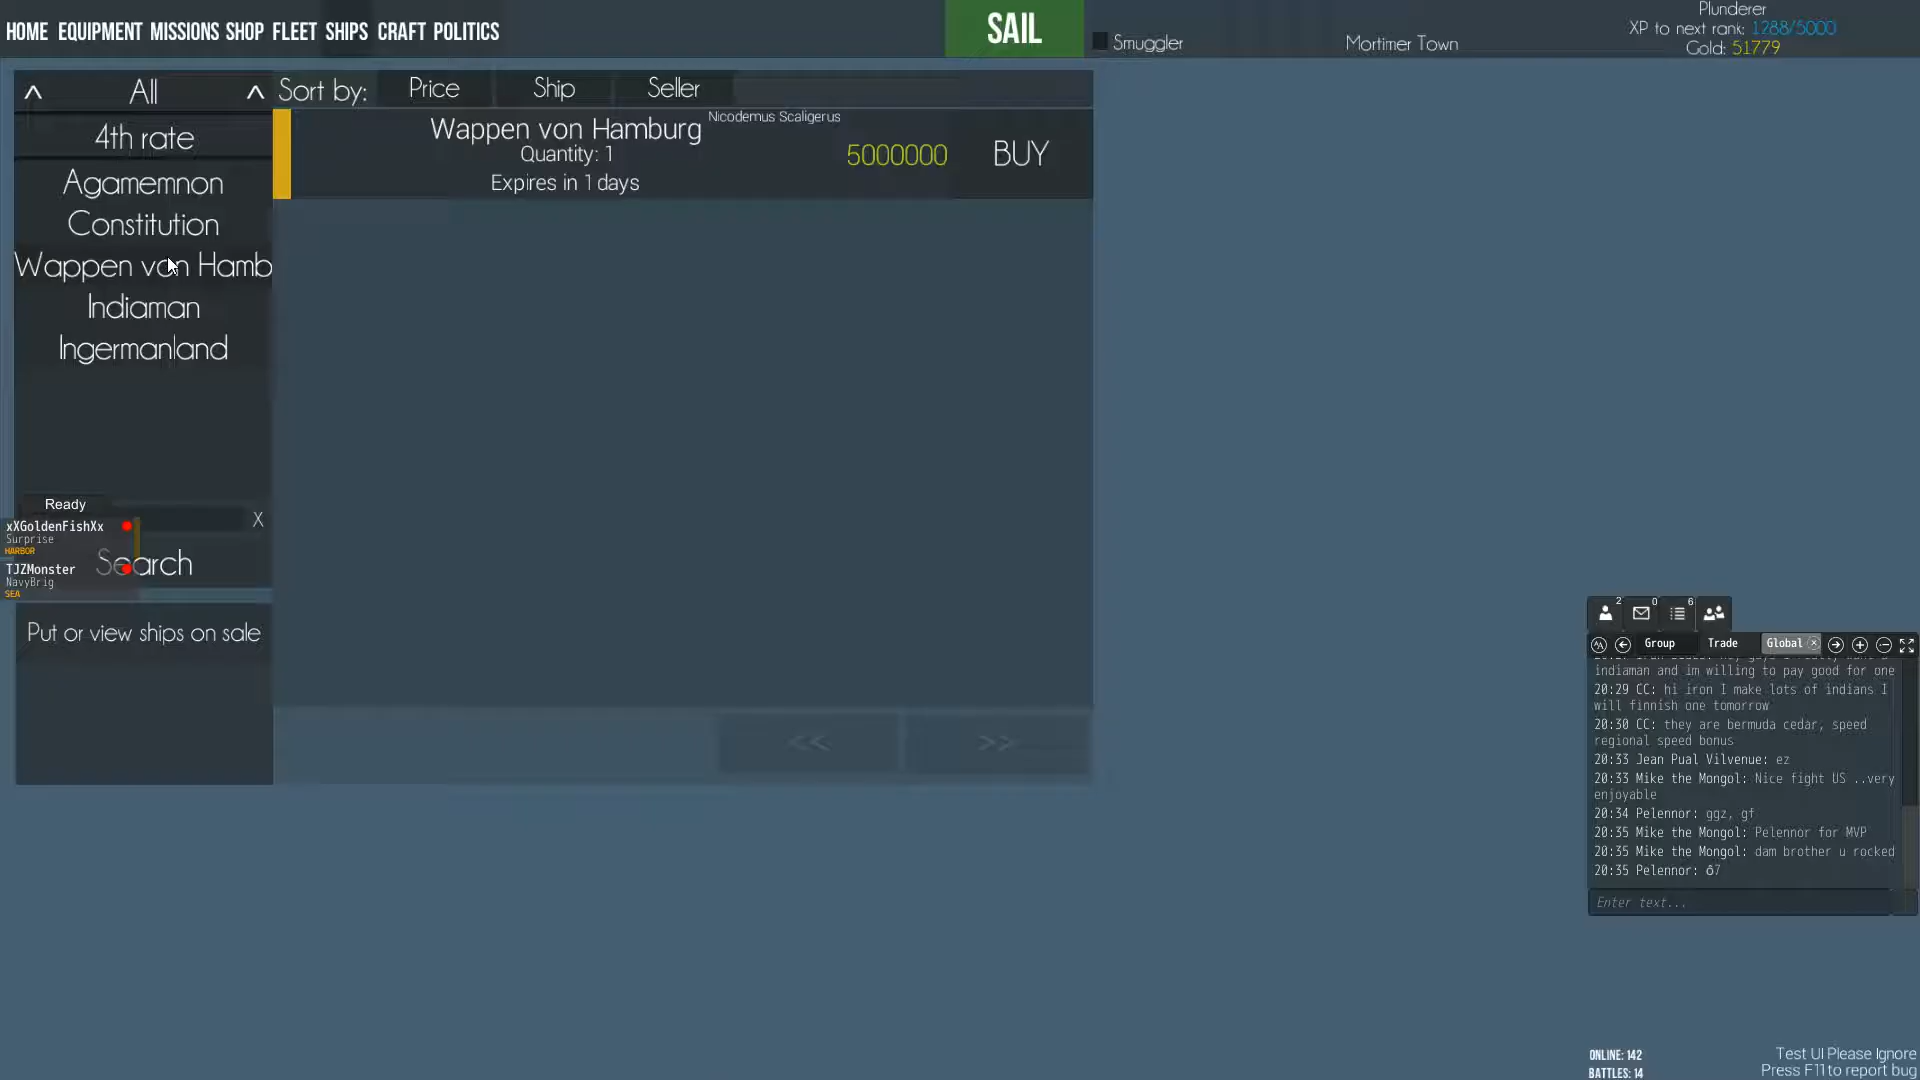 HOME EQUIPMENT MISSIONS SHOP FLEET SHIPS CRAFT POLITICS
SAIL
Smuggler
Mortimer Town
Plunderer
XP to next rank: 1288/5000
Gold: 51779
All
4th rate
Agamemnon
Constitution
Wappen von Hamb
Indiaman
Ingermanland
Sort by: Price Ship Seller
Wappen von Hamburg
Nicodemus Scaligerus
Quantity: 1
Expires in 1 days
5000000
BUY
Ready
X
xXGoldenFishXx
Surprise
HARBOR
TJZMonster
NavyBrig
SEA
Search
Put or view ships on sale
<< >>
2 0 6
Group Trade Global
indiaman and im willing to pay good for one
20:29 CC: hi iron I make lots of indians I
will finnish one tomorrow
20:30 CC: they are bermuda cedar, speed
regional speed bonus
20:33 Jean Pual Vilvenue: ez
20:33 Mike the Mongol: Nice fight US ..very
enjoyable
20:34 Pelennor: ggz, gf
20:35 Mike the Mongol: Pelennor for MVP
20:35 Mike the Mongol: dam brother u rocked
20:35 Pelennor: ô7
Enter text...
ONLINE: 142
BATTLES: 14
Test UI Please Ignore
Press F11 to report bug